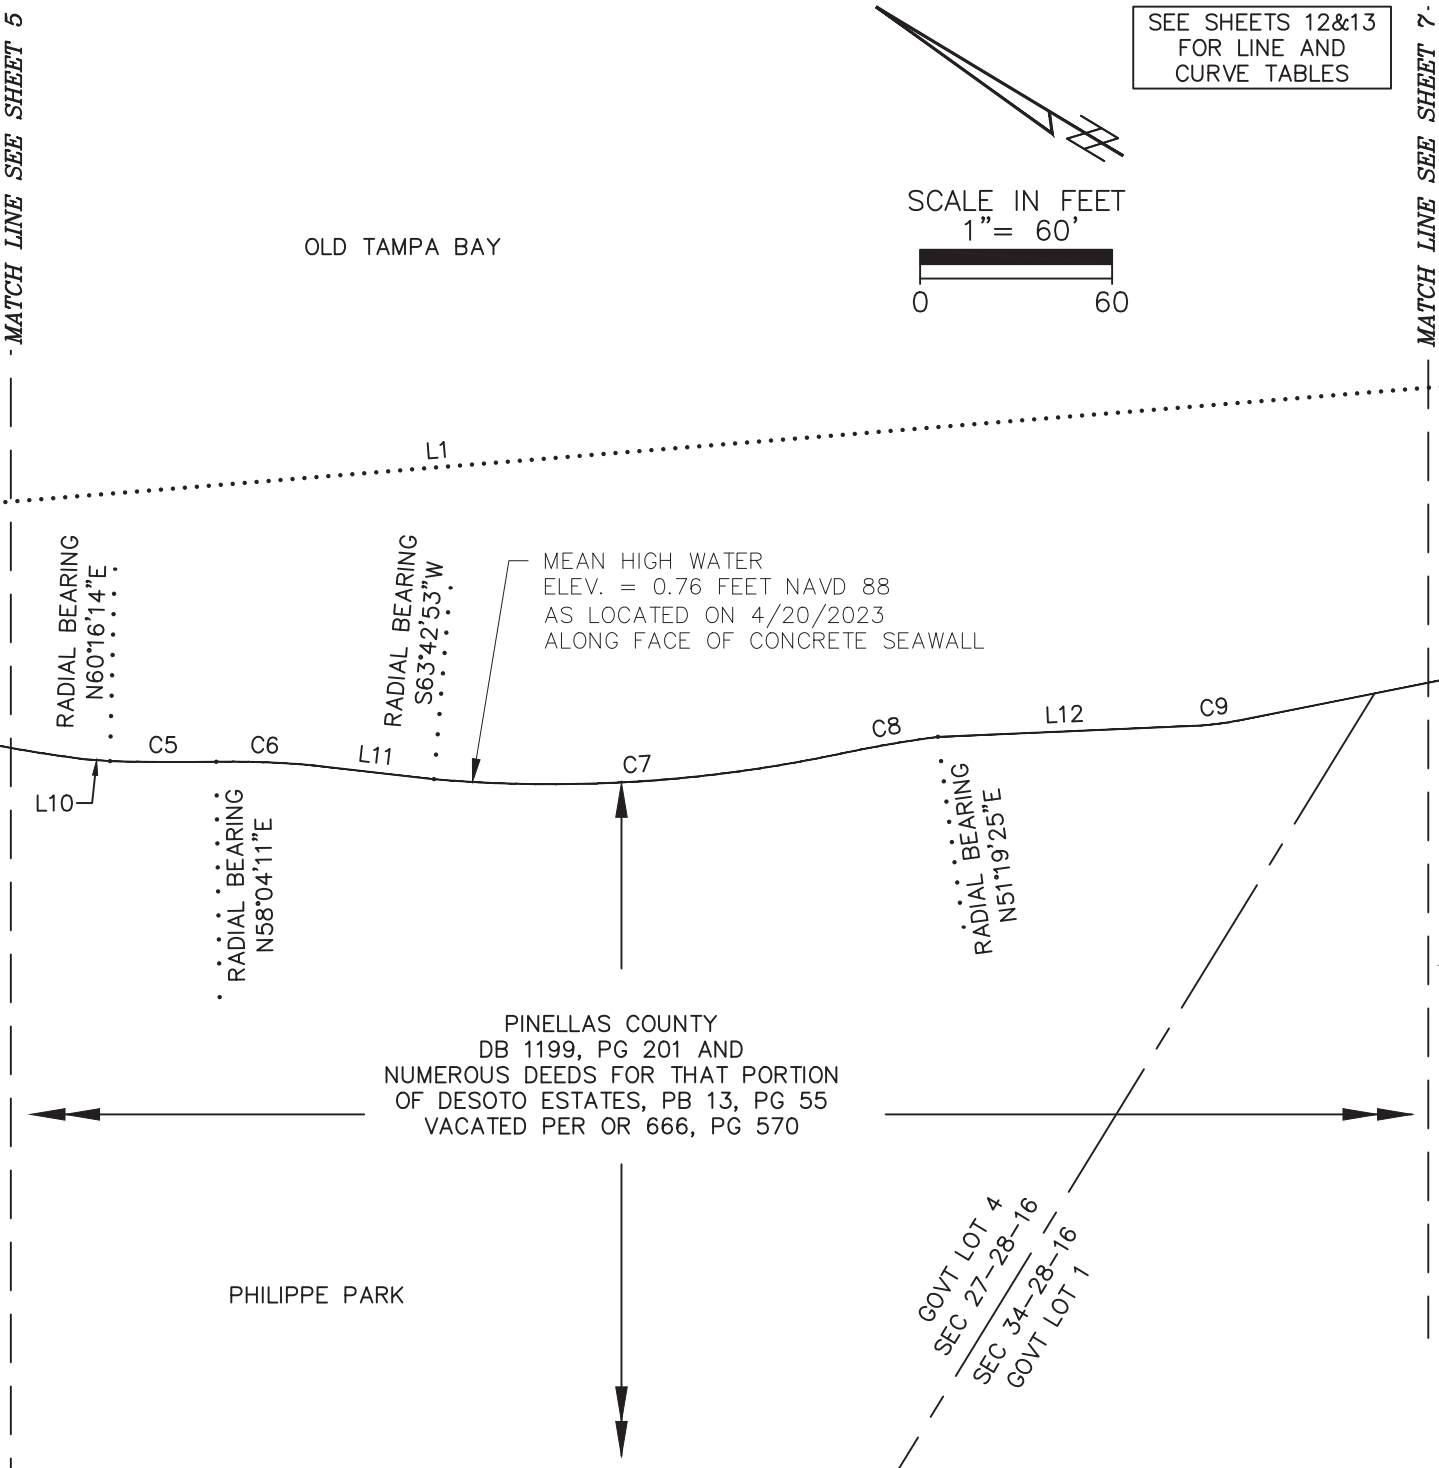 MATCH LINE SEE SHEET 5
SEE SHEETS 12&13
FOR LINE AND
CURVE TABLES
MATCH LINE SEE SHEET 7
N
SCALE IN FEET
1"= 60'
0 60
OLD TAMPA BAY
L1
RADIAL BEARING
N60°16'14"E
RADIAL BEARING
S63°42'53"W
MEAN HIGH WATER
ELEV. = 0.76 FEET NAVD 88
AS LOCATED ON 4/20/2023
ALONG FACE OF CONCRETE SEAWALL
L10
C5
C6
L11
C7
C8
L12
C9
RADIAL BEARING
N58°04'11"E
RADIAL BEARING
N51°19'25"E
PINELLAS COUNTY
DB 1199, PG 201 AND
NUMEROUS DEEDS FOR THAT PORTION
OF DESOTO ESTATES, PB 13, PG 55
VACATED PER OR 666, PG 570
PHILIPPE PARK
GOVT LOT 4
SEC 27-28-16
SEC 34-28-16
GOVT LOT 1